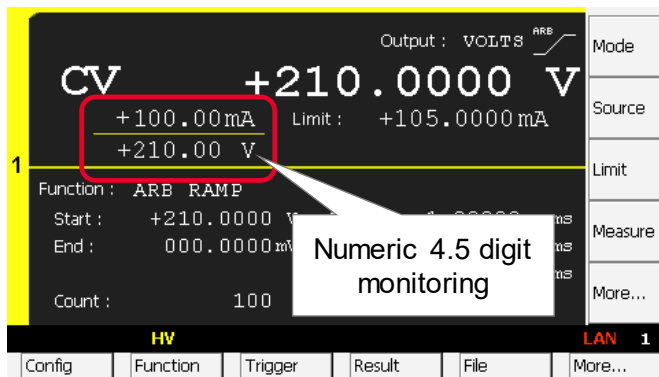 Output : VOLTS ARB
Mode
CV +210.0000 V
+100.00mA Limit : +105.0000mA
Source
+210.00 V
1
Limit
Function : ARB RAMP
Start : +210.0000 ms
Measure
End : 000.0000mV ms
ms
Numeric 4.5 digit
monitoring
Count : 100
More...
HV LAN 1
Config Function Trigger Result File More...